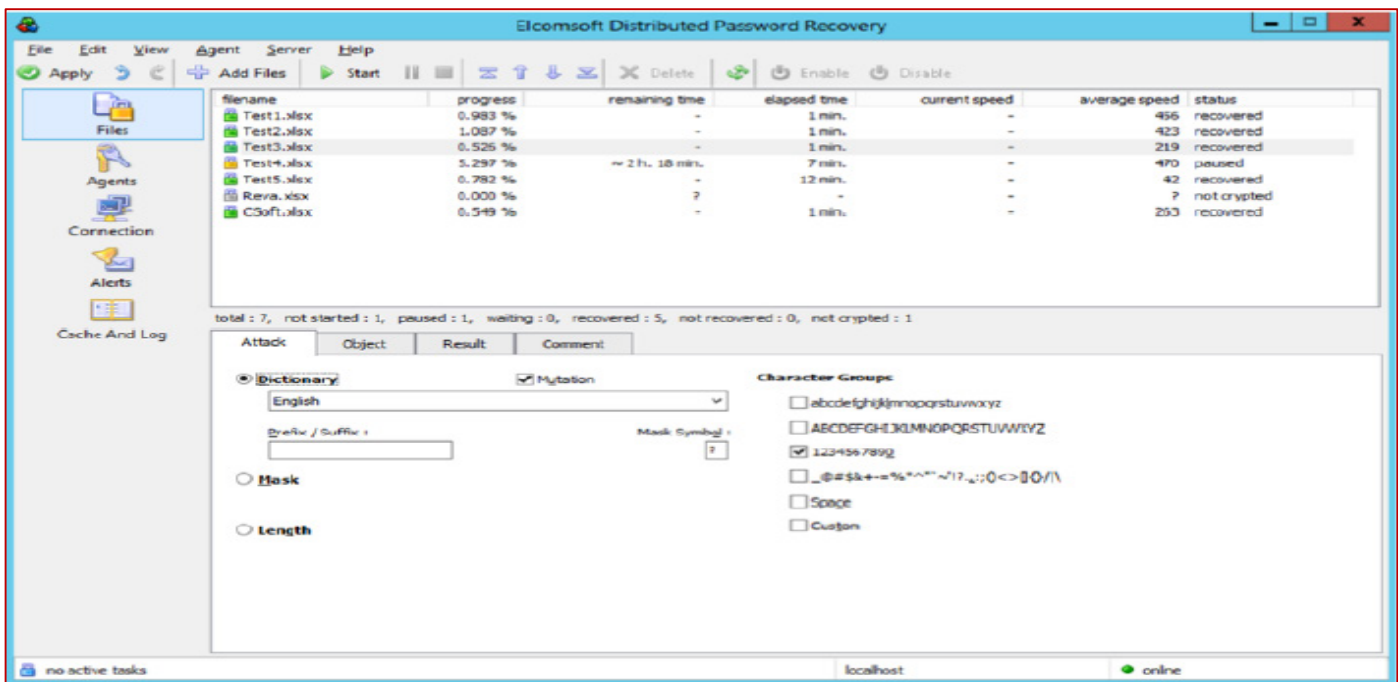 Elcomsoft Distributed Password Recovery
File Edit View Agent Server Help
Apply Add Files Start Delete Enable Disable
Files
Agents
Connection
Alerts
Cache And Log
filename progress remaining time elapsed time current speed average speed status
Test1.xlsx 0.983 % - 1 min. - 456 recovered
Test2.xlsx 1.087 % - 1 min. - 423 recovered
Test3.xlsx 0.526 % - 1 min. - 219 recovered
Test4.xlsx 5.297 % ~ 2 h. 18 min. 7 min. - 470 paused
Test5.xlsx 0.782 % - 12 min. - 42 recovered
Reva.xlsx 0.000 % ? - - ? not crypted
CSoft.xlsx 0.549 % - 1 min. - 263 recovered
total : 7, not started : 1, paused : 1, waiting : 0, recovered : 5, not recovered : 0, not crypted : 1
Attack Object Result Comment
Dictionary Mutation
English
Prefix / Suffix : Mask Symbol :
?
Mask
Length
Character Groups
abcdefghijklmnopqrstuvwxyz
ABCDEFGHIJKLMNOPQRSTUVWXYZ
1234567890
Space
Custom
no active tasks localhost online